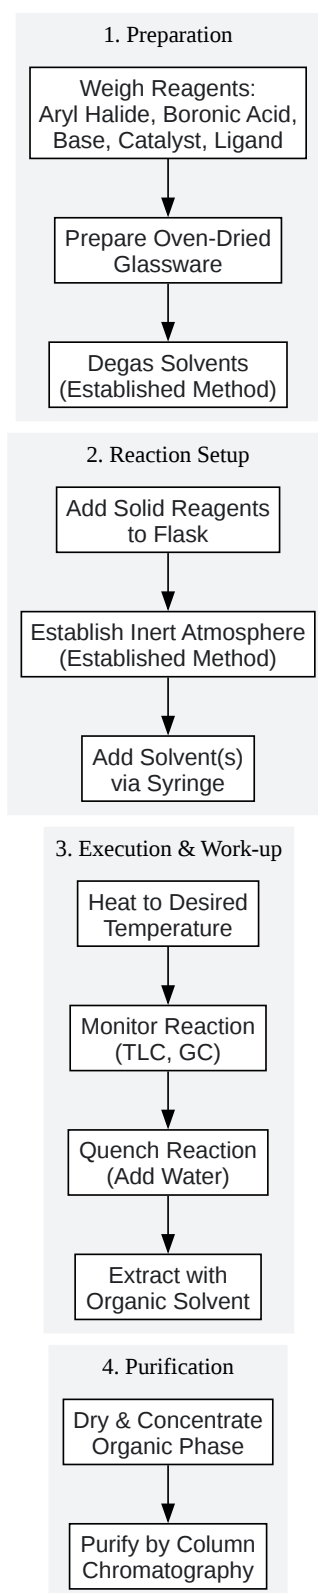 1. Preparation
Weigh Reagents:
Aryl Halide, Boronic Acid,
Base, Catalyst, Ligand
Prepare Oven-Dried
Glassware
Degas Solvents
(Established Method)
2. Reaction Setup
Add Solid Reagents
to Flask
Establish Inert Atmosphere
(Established Method)
Add Solvent(s)
via Syringe
3. Execution & Work-up
Heat to Desired
Temperature
Monitor Reaction
(TLC, GC)
Quench Reaction
(Add Water)
Extract with
Organic Solvent
4. Purification
Dry & Concentrate
Organic Phase
Purify by Column
Chromatography